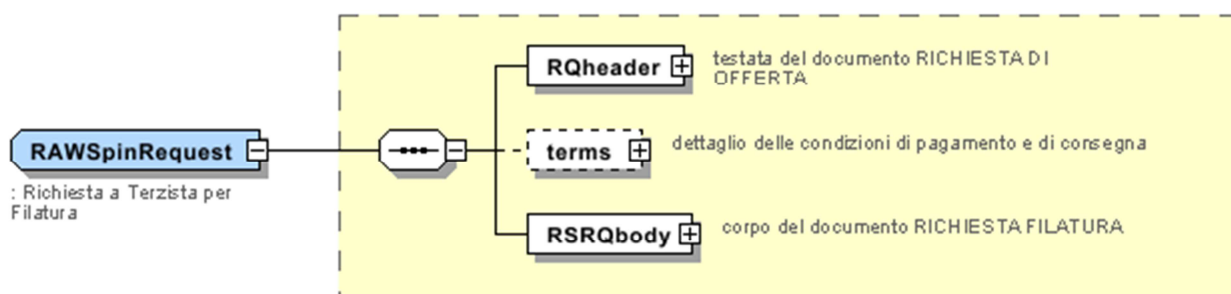 RQheader
testata del documento RICHIESTA DI
OFFERTA
RAWSpinRequest
: Richiesta a Terzista per
Filatura
terms
dettaglio delle condizioni di pagamento e di consegna
RSRQbody
corpo del documento RICHIESTA FILATURA